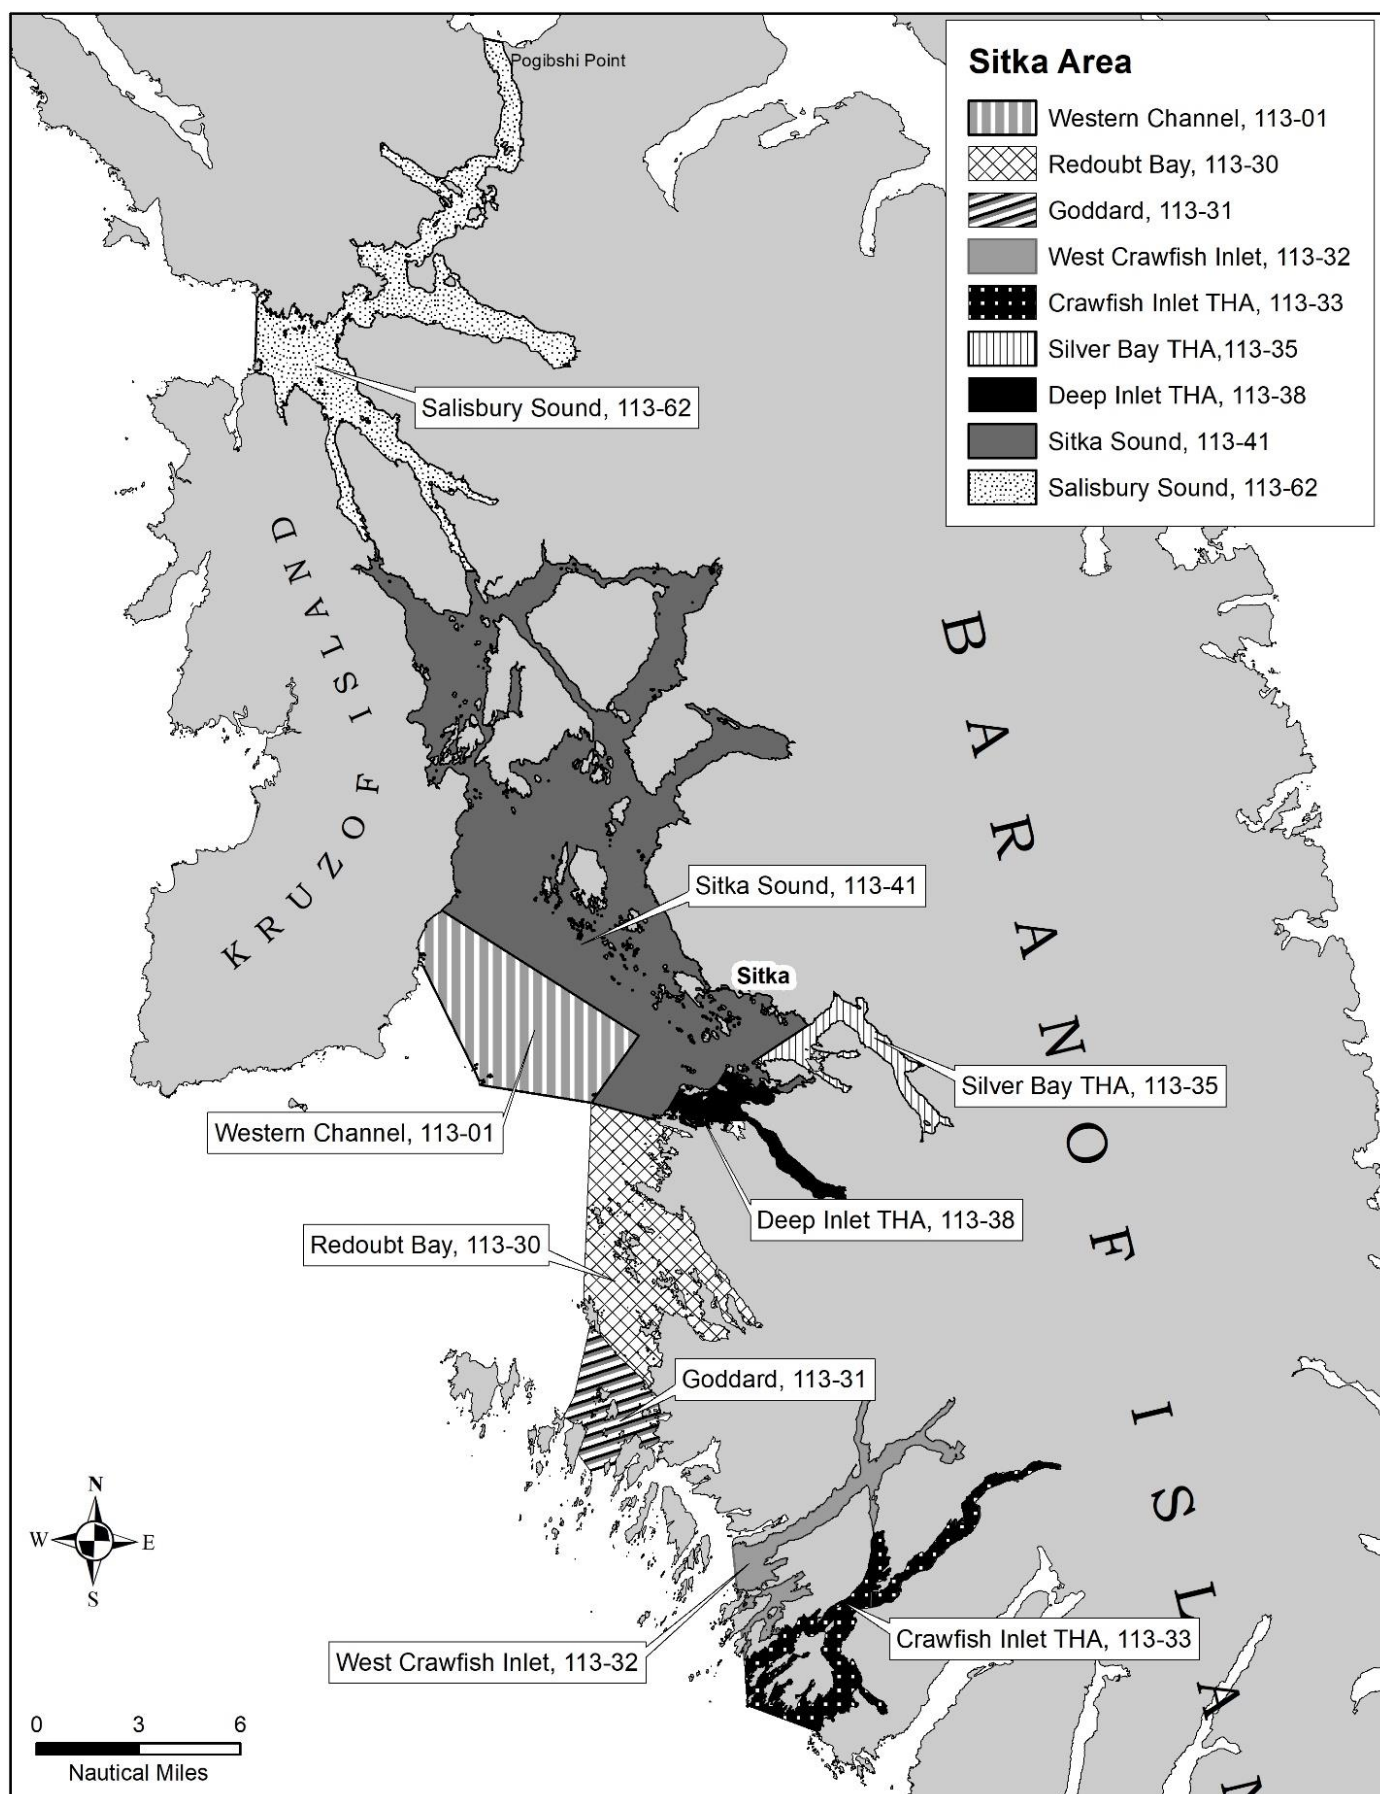 Pogibshi Point
Sitka Area
Western Channel, 113-01
Redoubt Bay, 113-30
Goddard, 113-31
West Crawfish Inlet, 113-32
Crawfish Inlet THA, 113-33
Silver Bay THA,113-35
Deep Inlet THA, 113-38
Sitka Sound, 113-41
Salisbury Sound, 113-62
Salisbury Sound, 113-62
KRUZOF ISLAND
BARANOF ISLAN
Sitka Sound, 113-41
Sitka
Silver Bay THA, 113-35
Western Channel, 113-01
Deep Inlet THA, 113-38
Redoubt Bay, 113-30
Goddard, 113-31
N
W E
S
Crawfish Inlet THA, 113-33
West Crawfish Inlet, 113-32
0 3 6
Nautical Miles